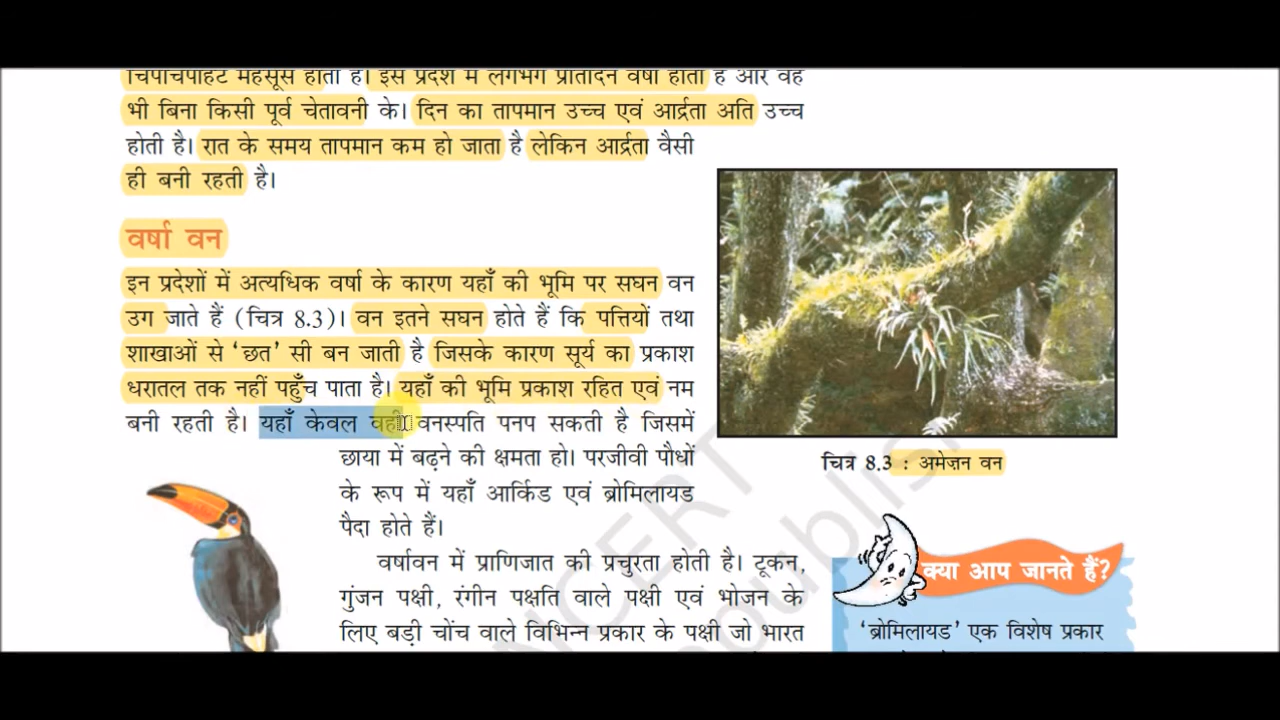 चिपचिपाहट महसूस होती है। इस प्रदेश में लगभग प्रतिदिन वर्षा होती है और वह
भी बिना किसी पूर्व चेतावनी के। दिन का तापमान उच्च एवं आर्द्रता अति उच्च
होती है। रात के समय तापमान कम हो जाता है लेकिन आर्द्रता वैसी
ही बनी रहती है।
वर्षा वन
इन प्रदेशों में अत्यधिक वर्षा के कारण यहाँ की भूमि पर सघन वन
उग जाते हैं (चित्र 8.3)। वन इतने सघन होते हैं कि पत्तियों तथा
शाखाओं से ‘छत’ सी बन जाती है जिसके कारण सूर्य का प्रकाश
धरातल तक नहीं पहुँच पाता है। यहाँ की भूमि प्रकाश रहित एवं नम
बनी रहती है। यहाँ केवल वही वनस्पति पनप सकती है जिसमें
छाया में बढ़ने की क्षमता हो। परजीवी पौधों
के रूप में यहाँ आर्किड एवं ब्रोमिलायड
पैदा होते हैं।
वर्षावन में प्राणिजात की प्रचुरता होती है। टूकन,
गुंजन पक्षी, रंगीन पक्षति वाले पक्षी एवं भोजन के
लिए बड़ी चोंच वाले विभिन्न प्रकार के पक्षी जो भारत
चित्र 8.3 : अमेज़न वन
क्या आप जानते हैं?
‘ब्रोमिलायड’ एक विशेष प्रकार
NCERT
republis